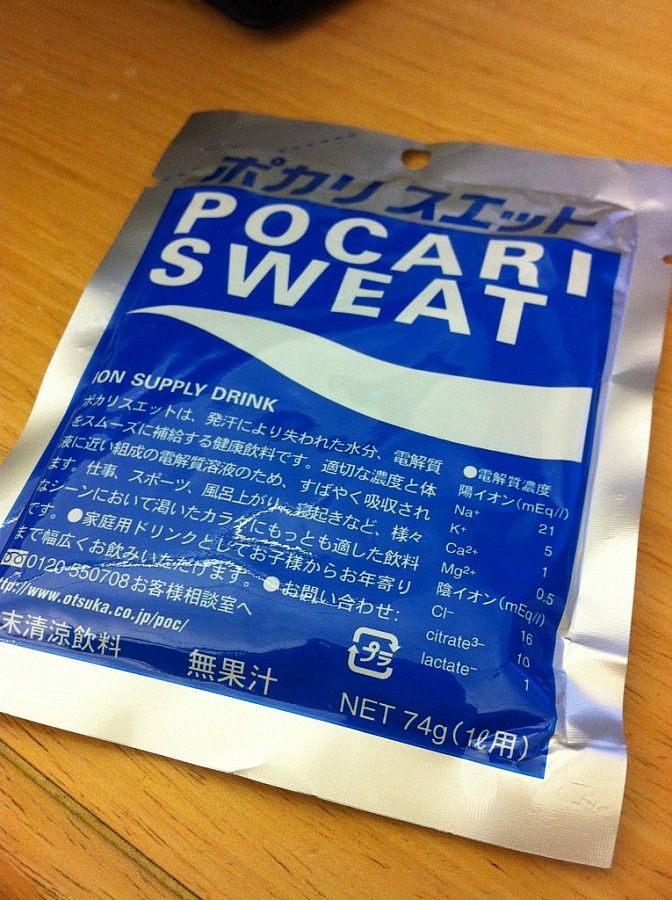 ポカリスエット
POCARI
SWEAT
ION SUPPLY DRINK
ポカリスエットは、発汗により失われた水分、電解質
をスムーズに補給する健康飲料です。適切な濃度と体
液に近い組成の電解質溶液のため、すばやく吸収され
ます。仕事、スポーツ、風呂上がり、寝起きなど、様々
なシーンにおいて渇いたカラダにもっとも適した飲料
です。●家庭用ドリンクとしてお子様からお年寄り
まで幅広くお飲みいただけます。●お問い合わせ:
0120-550708お客様相談室へ
http://www.otsuka.co.jp/poc/
●電解質濃度
陽イオン(mEq/l)
Na⁺ 21
K⁺ 5
Ca²⁺ 1
Mg²⁺ 0.5
陰イオン(mEq/l)
Cl⁻ 16
citrate³⁻ 10
lactate⁻ 1
末清涼飲料
無果汁
プラ
NET 74g(1ℓ用)